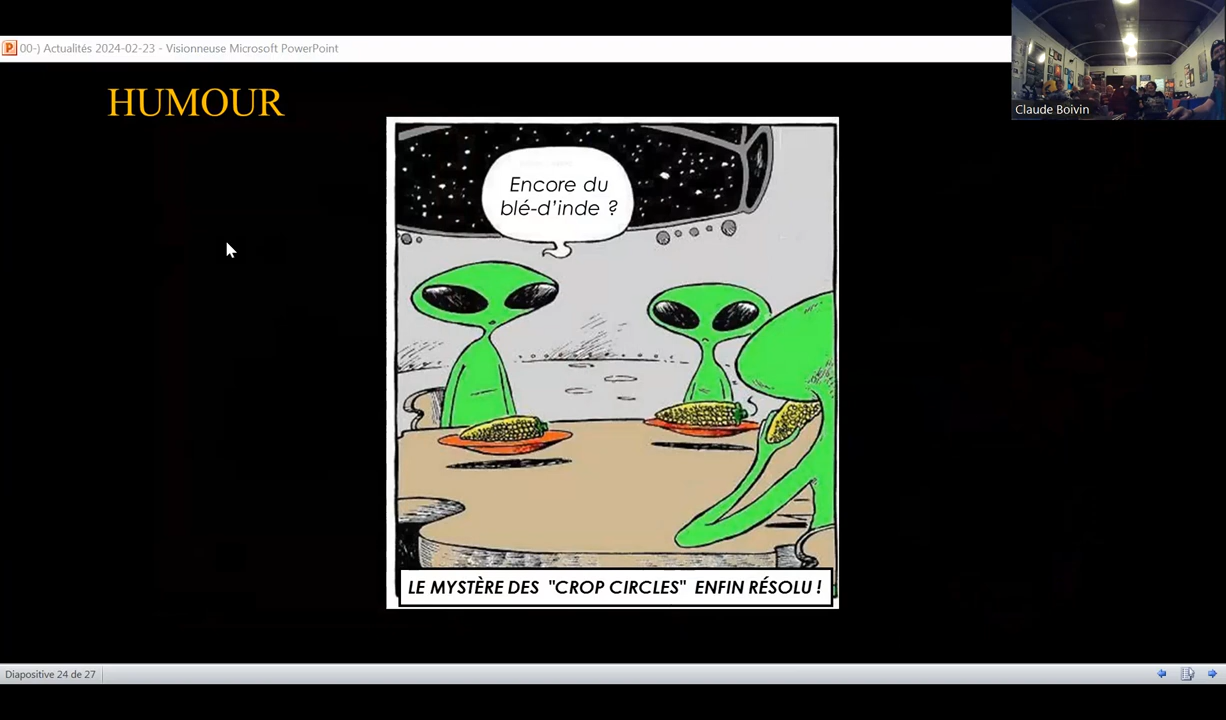 00-) Actualités 2024-02-23 - Visionneuse Microsoft PowerPoint
Claude Boivin
HUMOUR
Encore du
blé-d'inde ?
LE MYSTÈRE DES "CROP CIRCLES" ENFIN RÉSOLU !
Diapositive 24 de 27